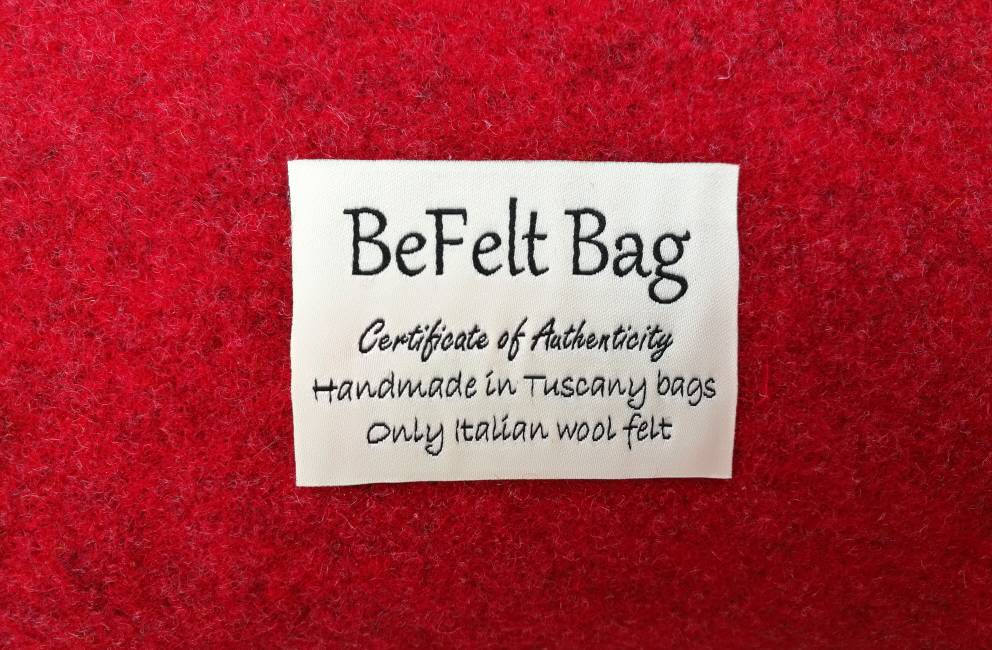 BeFelt Bag
Certificate of Authenticity
Handmade in Tuscany bags
Only Italian wool felt